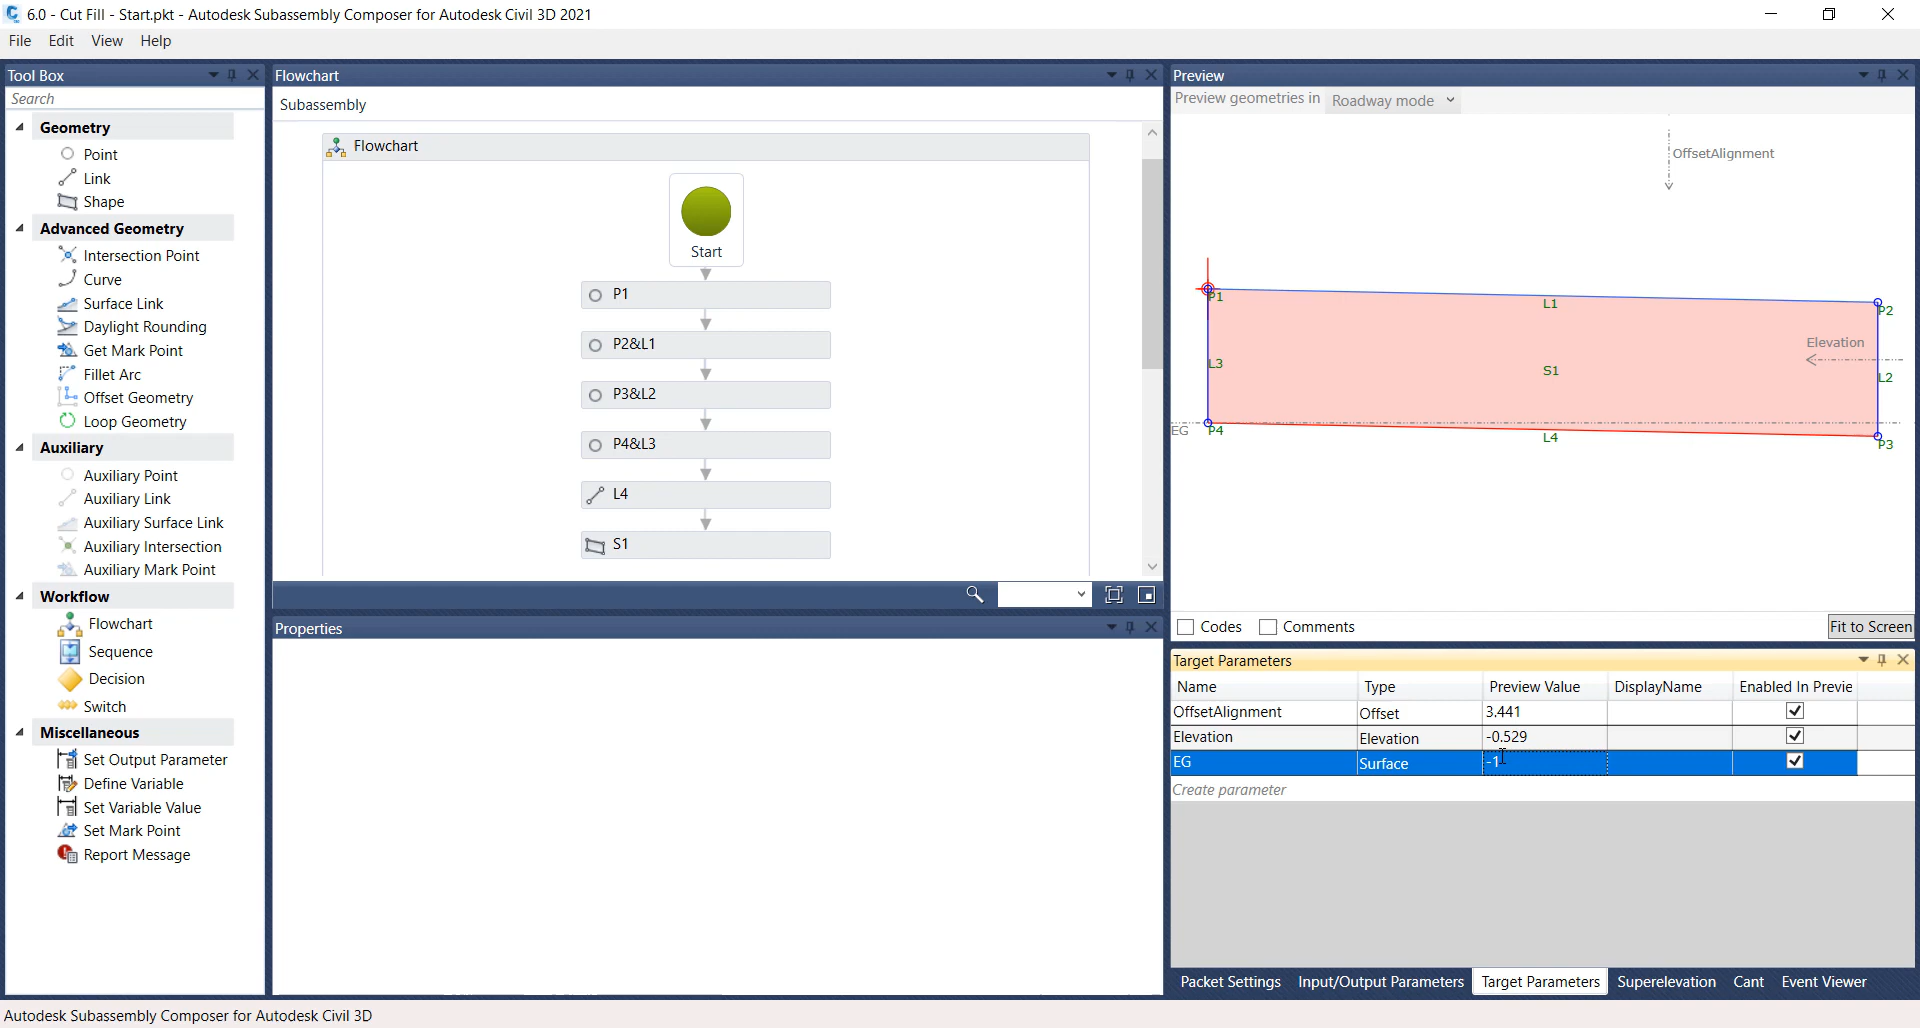 6.0 - Cut Fill - Start.pkt - Autodesk Subassembly Composer for Autodesk Civil 3D 2021
File Edit View Help
Tool Box
Search
Geometry
Point
Link
Shape
Advanced Geometry
Intersection Point
Curve
Surface Link
Daylight Rounding
Get Mark Point
Fillet Arc
Offset Geometry
Loop Geometry
Auxiliary
Auxiliary Point
Auxiliary Link
Auxiliary Surface Link
Auxiliary Intersection
Auxiliary Mark Point
Workflow
Flowchart
Sequence
Decision
Switch
Miscellaneous
Set Output Parameter
Define Variable
Set Variable Value
Set Mark Point
Report Message
Flowchart
Subassembly
Flowchart
Start
P1
P2&L1
P3&L2
P4&L3
L4
S1
Properties
Preview
Preview geometries in Roadway mode
OffsetAlignment
P1
L1
P2
Elevation
L3
S1
L2
EG
P4
L4
P3
Codes Comments Fit to Screen
Target Parameters
Name Type Preview Value DisplayName Enabled In Previe
OffsetAlignment Offset 3.441
Elevation Elevation -0.529
EG Surface -1
Create parameter
Packet Settings Input/Output Parameters Target Parameters Superelevation Cant Event Viewer
Autodesk Subassembly Composer for Autodesk Civil 3D